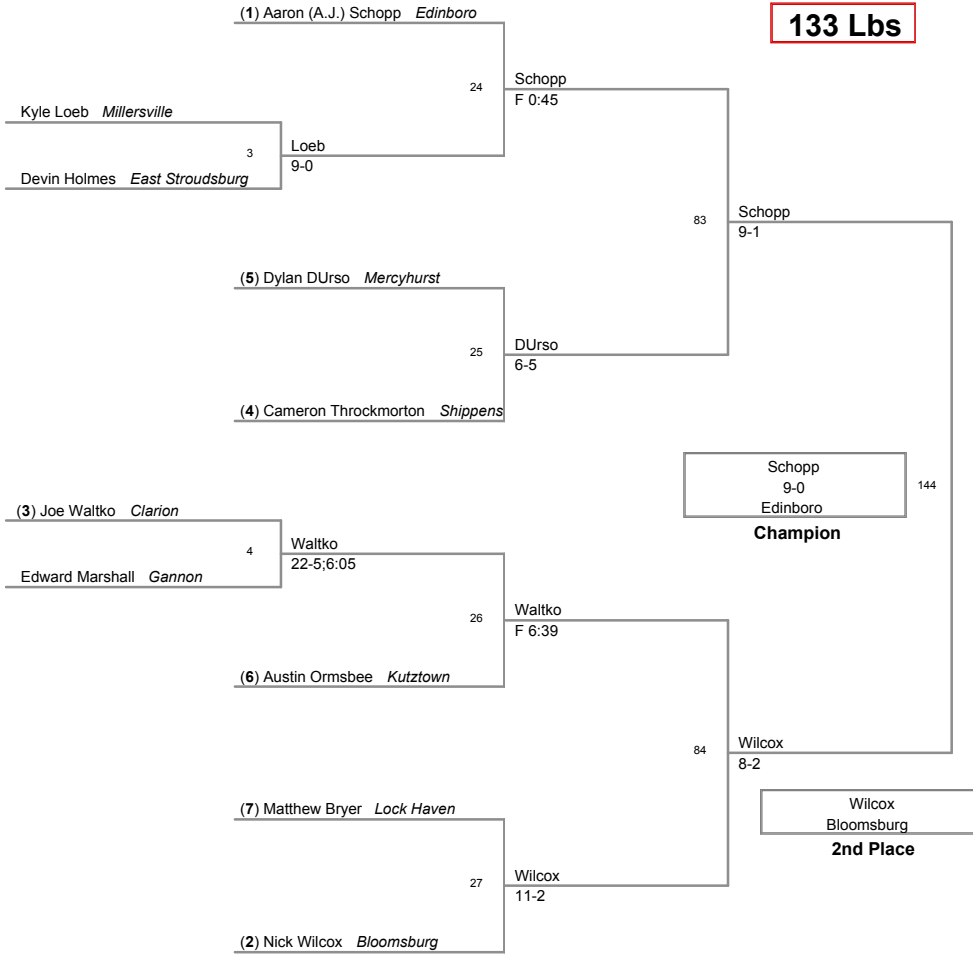 (1) Aaron (A.J.) Schopp Edinboro
133 Lbs
24
Schopp
F 0:45
Kyle Loeb Millersville
3
Loeb
9-0
Devin Holmes East Stroudsburg
83
Schopp
9-1
(5) Dylan DUrso Mercyhurst
25
DUrso
6-5
(4) Cameron Throckmorton Shippens
Schopp
9-0
Edinboro
144
Champion
(3) Joe Waltko Clarion
4
Waltko
22-5;6:05
Edward Marshall Gannon
26
Waltko
F 6:39
(6) Austin Ormsbee Kutztown
84
Wilcox
8-2
(7) Matthew Bryer Lock Haven
Wilcox
Bloomsburg
2nd Place
27
Wilcox
11-2
(2) Nick Wilcox Bloomsburg